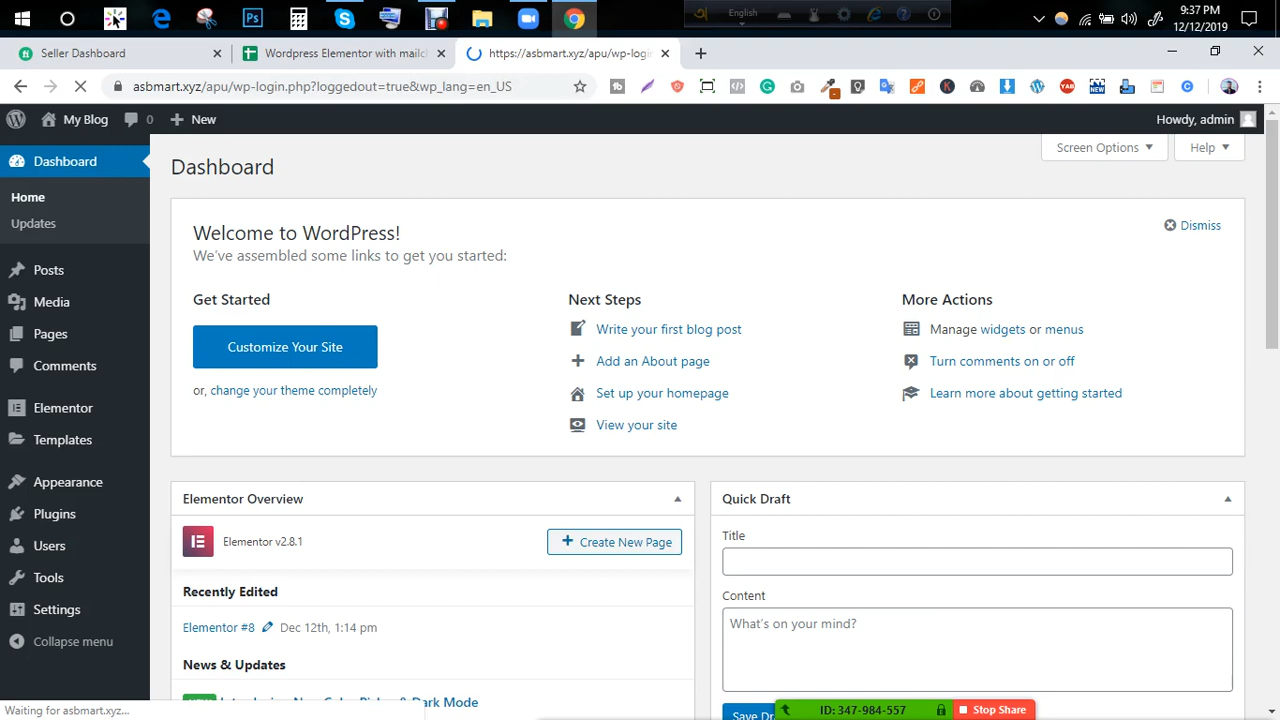 English
9:37 PM
12/12/2019
Seller Dashboard
Wordpress Elementor with mailc
https://asbmart.xyz/apu/wp-logi
asbmart.xyz/apu/wp-login.php?loggedout=true&wp_lang=en_US
My Blog
0
New
Howdy, admin
Dashboard
Home
Updates
Posts
Media
Pages
Comments
Elementor
Templates
Appearance
Plugins
Users
Tools
Settings
Collapse menu
Dashboard
Screen Options
Help
Welcome to WordPress!
Dismiss
We've assembled some links to get you started:
Get Started
Customize Your Site
or, change your theme completely
Next Steps
Write your first blog post
Add an About page
Set up your homepage
View your site
More Actions
Manage widgets or menus
Turn comments on or off
Learn more about getting started
Elementor Overview
Elementor v2.8.1
Create New Page
Recently Edited
Elementor #8
Dec 12th, 1:14 pm
News & Updates
Quick Draft
Title
Content
What's on your mind?
Waiting for asbmart.xyz...
ID: 347-984-557
Stop Share